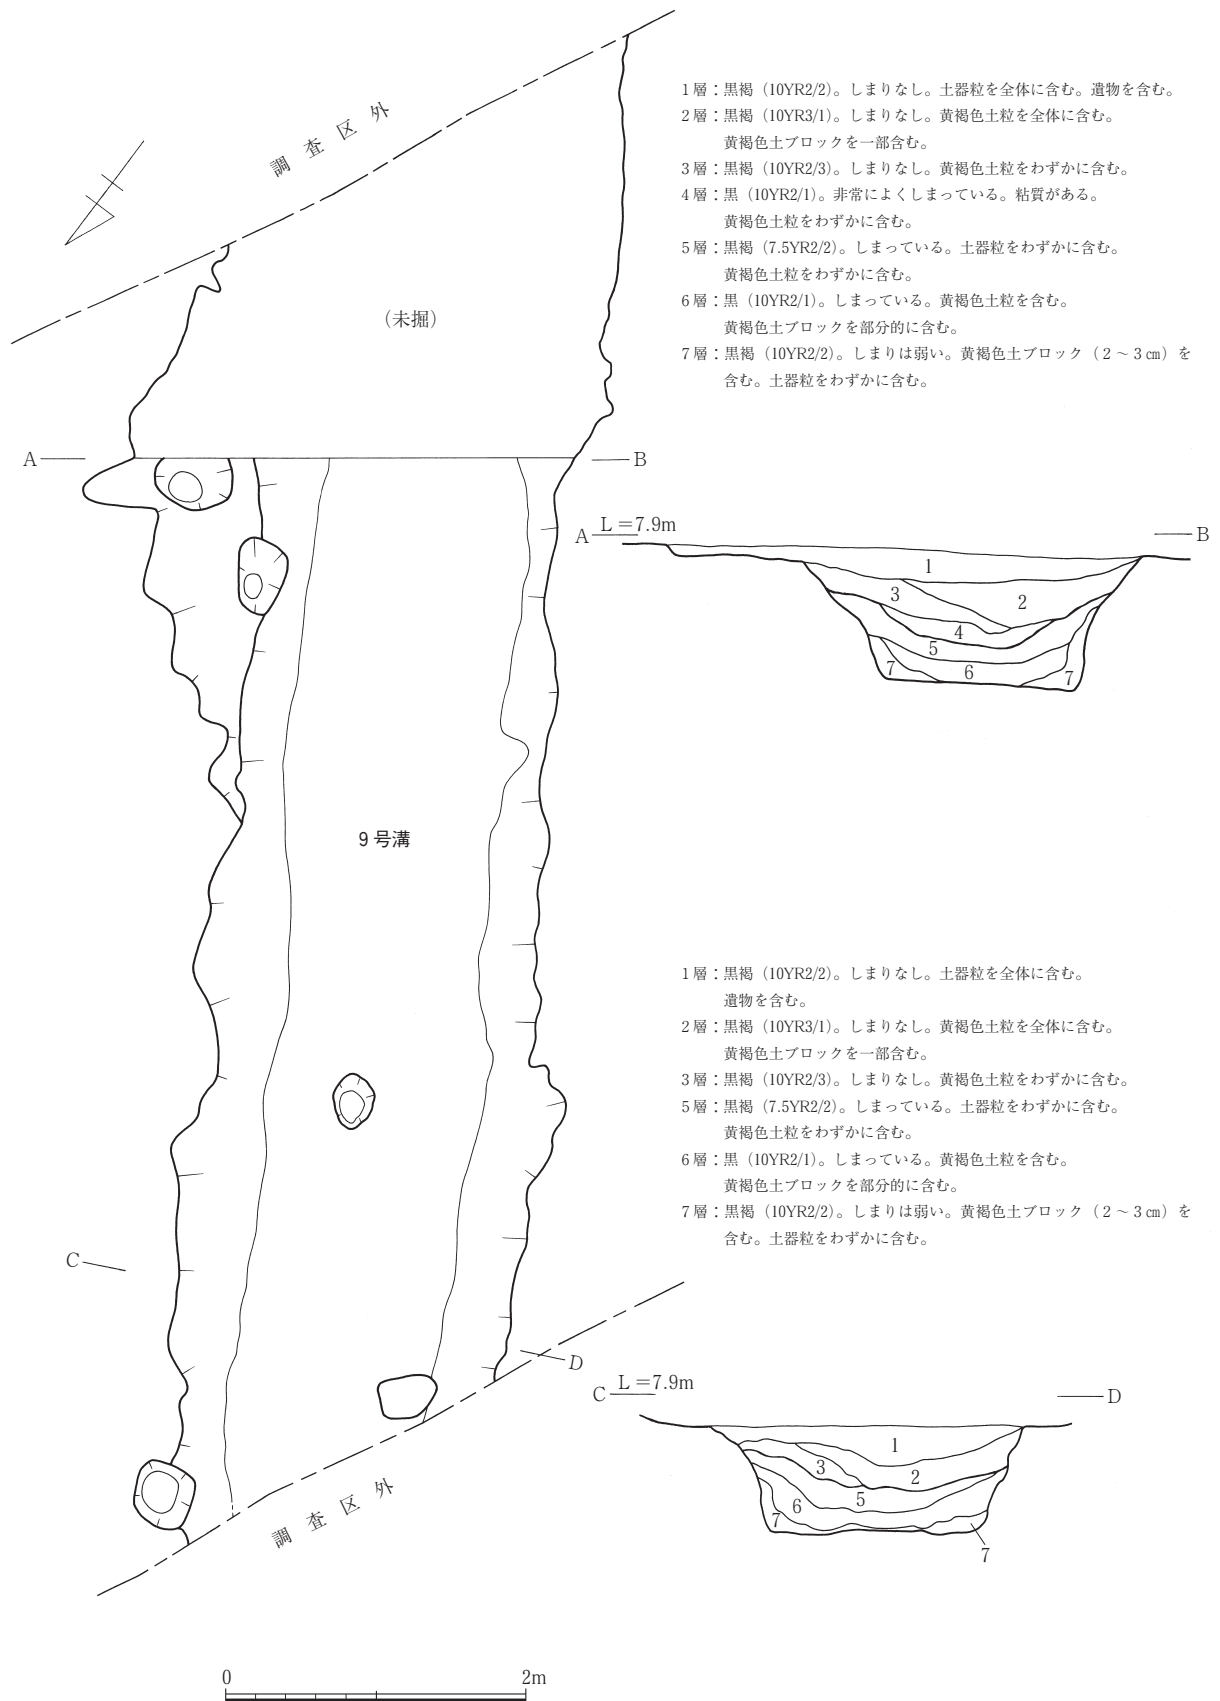 調査区外
1層：黒褐（10YR2/2）。しまりなし。土器粒を全体に含む。遺物を含む。
2層：黒褐（10YR3/1）。しまりなし。黄褐色土粒を全体に含む。
黄褐色土ブロックを一部含む。
3層：黒褐（10YR2/3）。しまりなし。黄褐色土粒をわずかに含む。
4層：黒（10YR2/1）。非常によくしまっている。粘質がある。
黄褐色土粒をわずかに含む。
5層：黒褐（7.5YR2/2）。しまっている。土器粒をわずかに含む。
黄褐色土粒をわずかに含む。
6層：黒（10YR2/1）。しまっている。黄褐色土粒を含む。
黄褐色土ブロックを部分的に含む。
7層：黒褐（10YR2/2）。しまりは弱い。黄褐色土ブロック（2～3㎝）を
含む。土器粒をわずかに含む。
（未掘）
A
B
A
L＝7.9m
B
1
3
2
4
5
7
6
7
9号溝
1層：黒褐（10YR2/2）。しまりなし。土器粒を全体に含む。
遺物を含む。
2層：黒褐（10YR3/1）。しまりなし。黄褐色土粒を全体に含む。
黄褐色土ブロックを一部含む。
3層：黒褐（10YR2/3）。しまりなし。黄褐色土粒をわずかに含む。
5層：黒褐（7.5YR2/2）。しまっている。土器粒をわずかに含む。
黄褐色土粒をわずかに含む。
6層：黒（10YR2/1）。しまっている。黄褐色土粒を含む。
黄褐色土ブロックを部分的に含む。
7層：黒褐（10YR2/2）。しまりは弱い。黄褐色土ブロック（2～3㎝）を
含む。土器粒をわずかに含む。
C
D
C
L＝7.9m
D
1
3
2
5
6
7
7
調査区外
0
2m